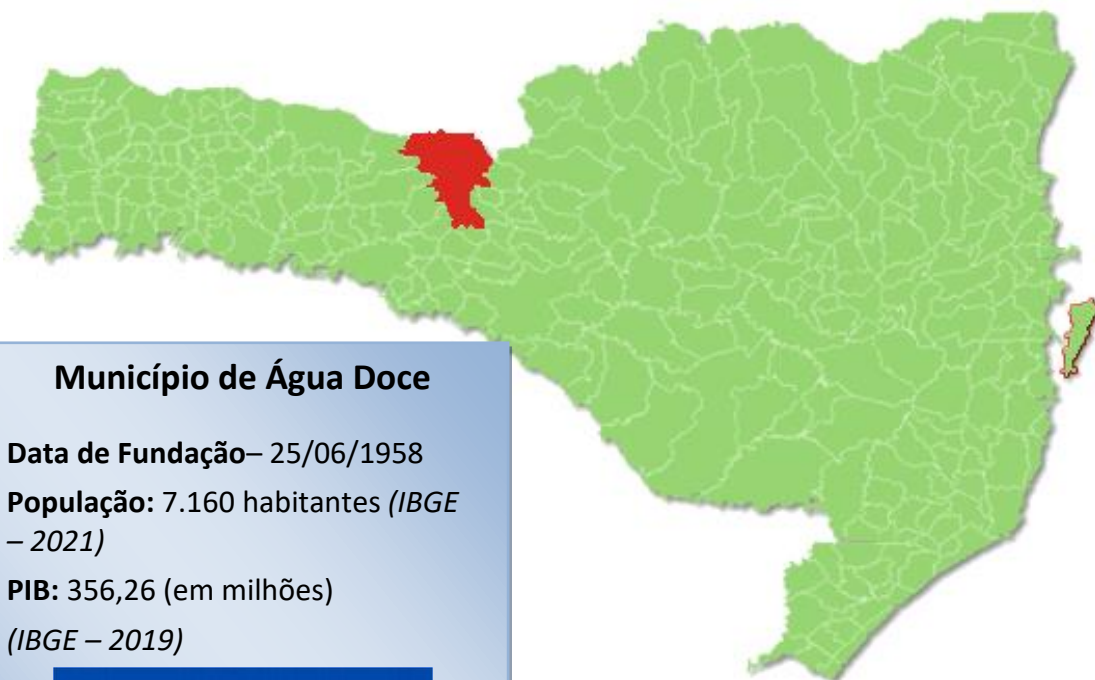 Município de Água Doce
Data de Fundação– 25/06/1958
População: 7.160 habitantes (IBGE
– 2021)
PIB: 356,26 (em milhões)
(IBGE – 2019)